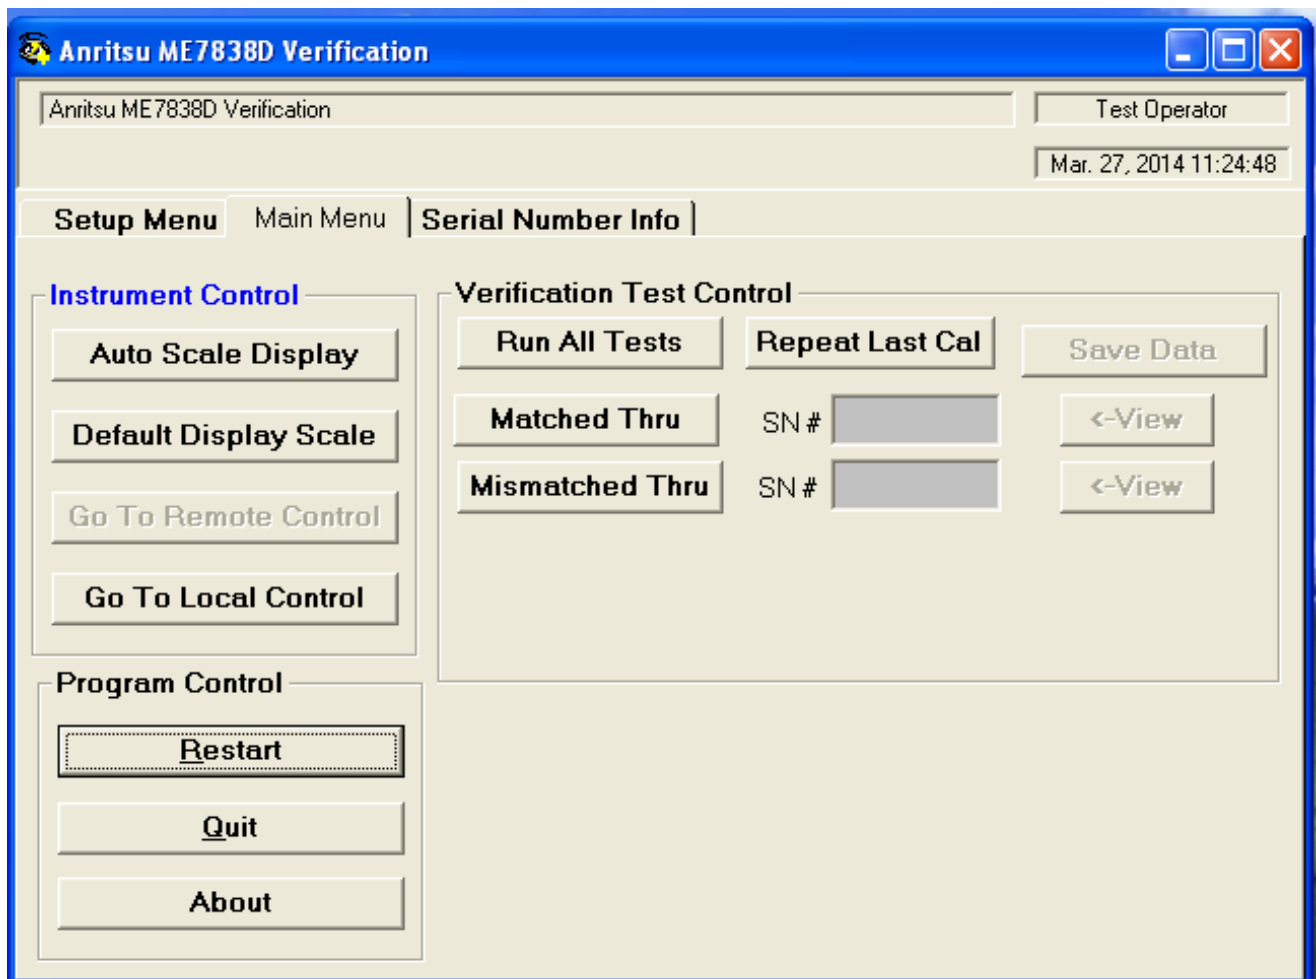 Anritsu ME7838D Verification
Anritsu ME7838D Verification
Test Operator
Mar. 27, 2014 11:24:48
Setup Menu Main Menu Serial Number Info
Instrument Control
Auto Scale Display
Default Display Scale
Go To Remote Control
Go To Local Control
Program Control
Restart
Quit
About
Verification Test Control
Run All Tests Repeat Last Cal Save Data
Matched Thru SN # <-View
Mismatched Thru SN # <-View